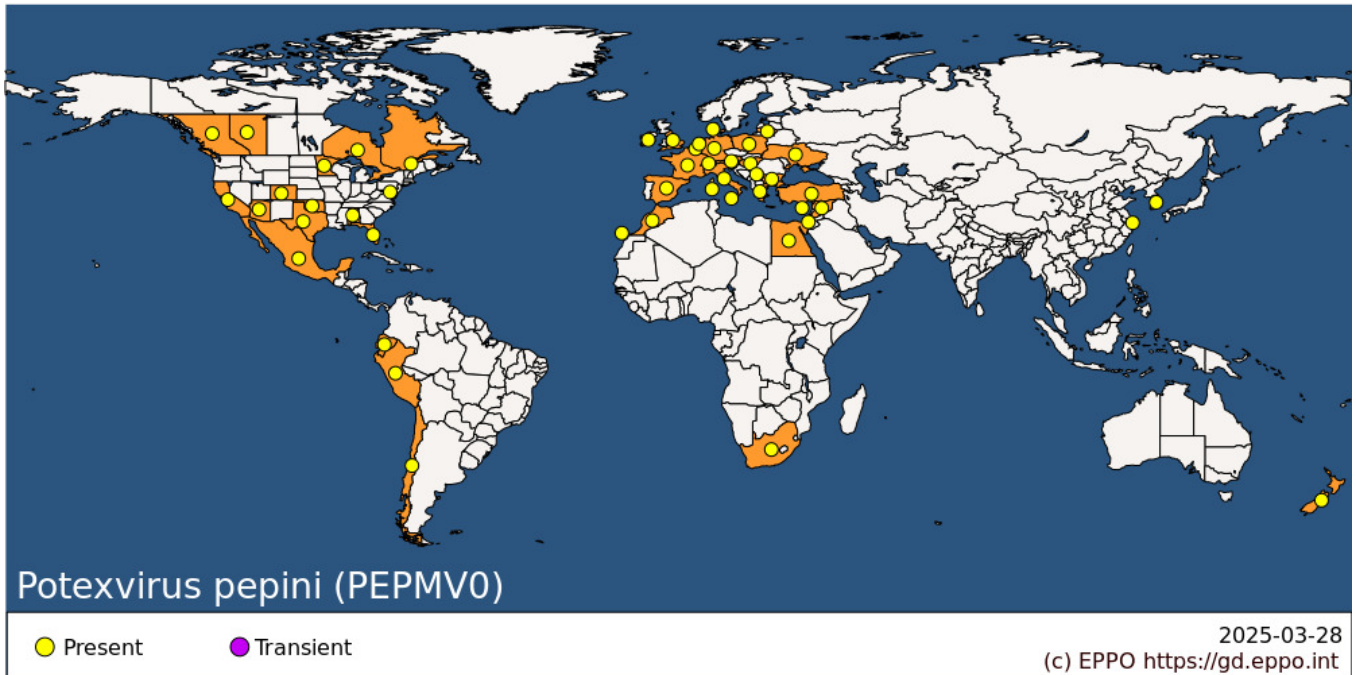 Potexvirus pepini (PEPMV0)
Present
Transient
2025-03-28
(c) EPPO https://gd.eppo.int